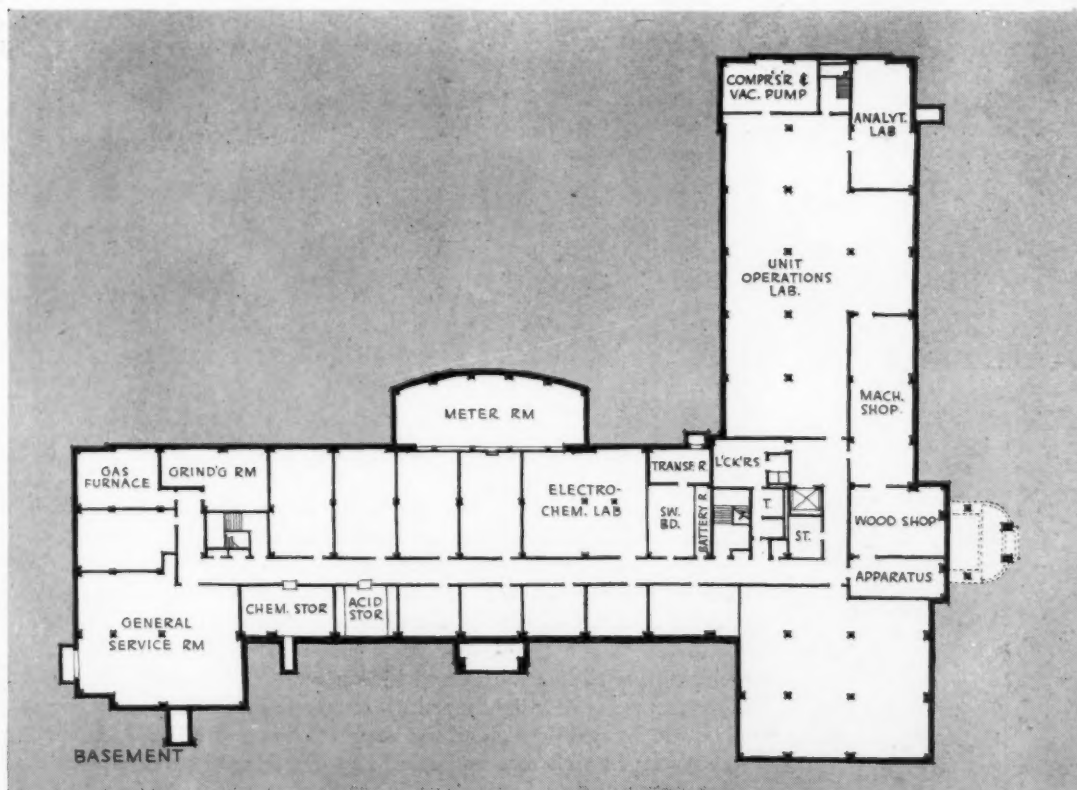 COMPR'S'R &
VAC. PUMP
ANALYT.
LAB
UNIT
OPERATIONS
LAB.
MACH.
SHOP.
METER RM
GAS
FURNACE
GRIND'G RM
ELECTRO-
CHEM. LAB
TRANSF. R.
SW.
BD.
BATTERY R.
L'CK'RS
T.
ST.
WOOD SHOP
APPARATUS
CHEM. STOR
ACID
STOR
GENERAL
SERVICE RM
BASEMENT